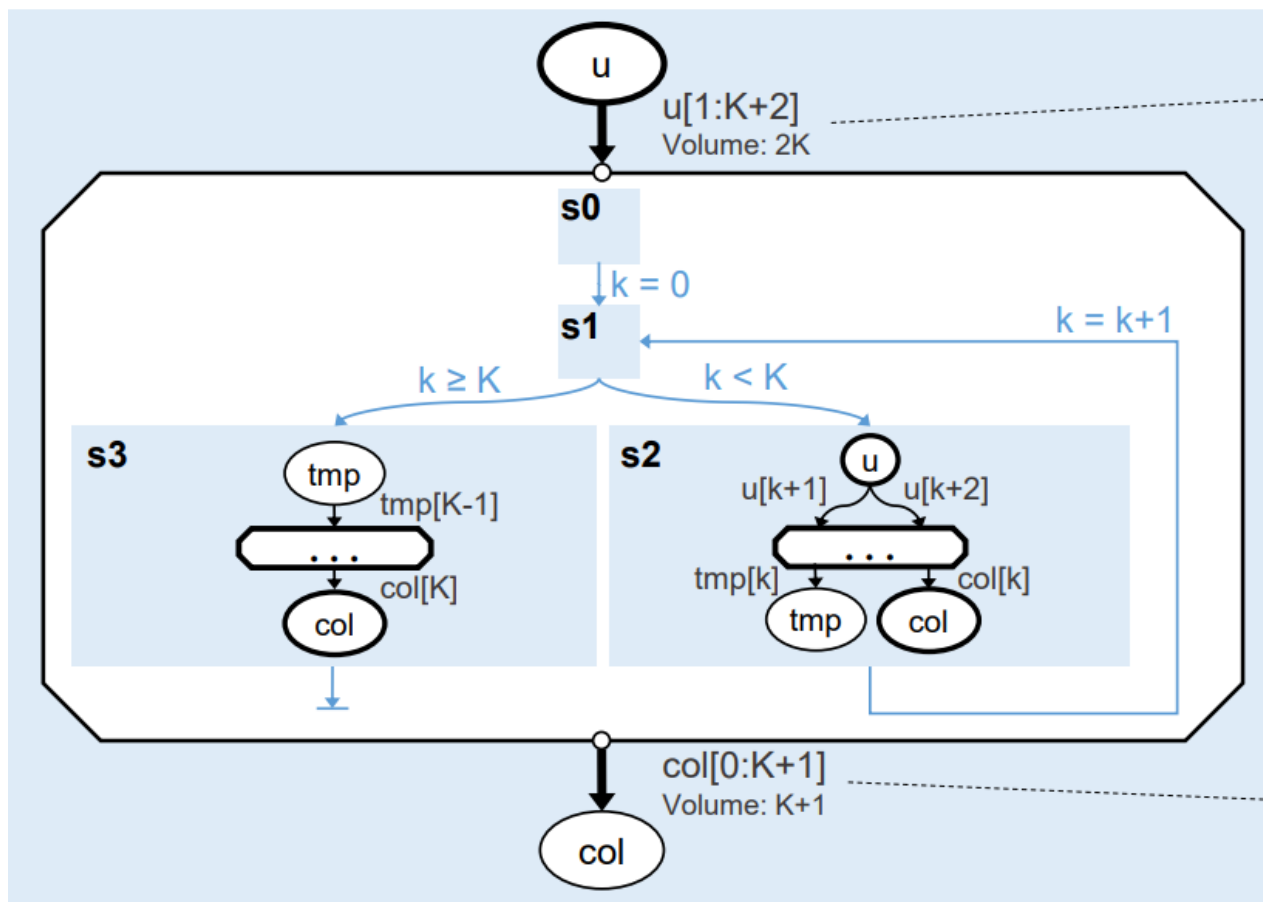 u
u[1:K+2]
Volume: 2K
s0
k = 0
s1
k = k+1
k ≥ K
k < K
s3
tmp
tmp[K-1]
. . .
col[K]
col
s2
u
u[k+1]
u[k+2]
. . .
tmp[k]
col[k]
tmp
col
col[0:K+1]
Volume: K+1
col